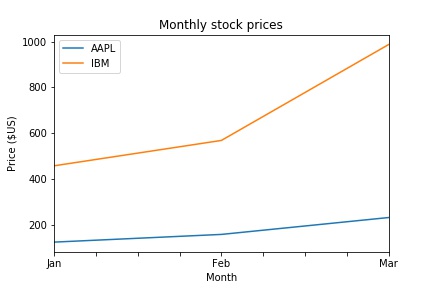 Monthly stock prices
AAPL
IBM
1000
800
600
400
200
Price ($US)
Jan Feb Mar
Month